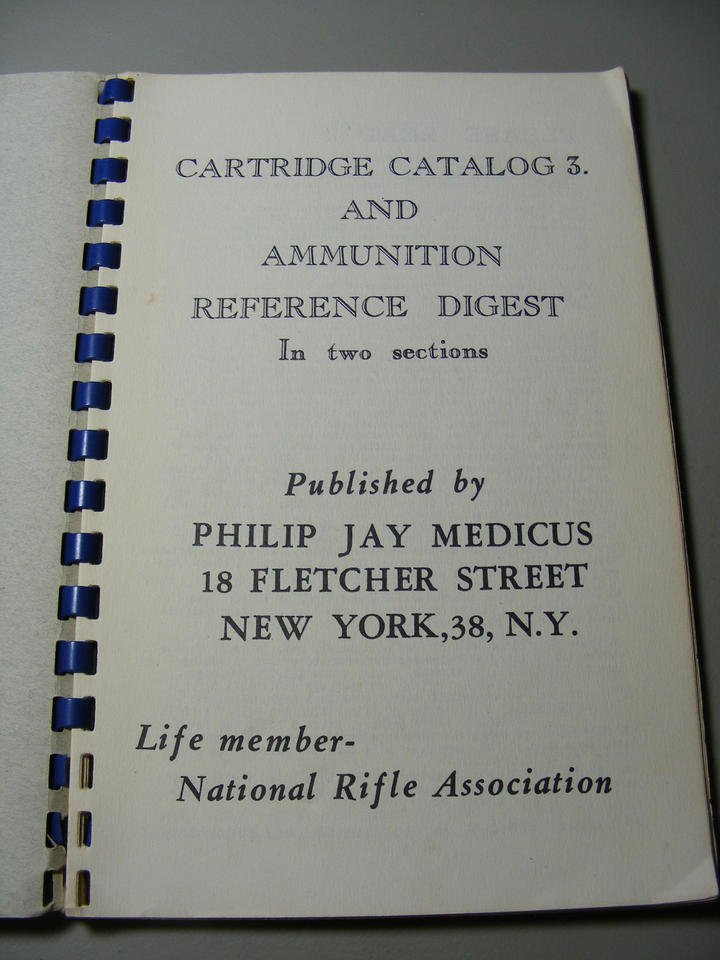 CARTRIDGE CATALOG 3.
AND
AMMUNITION
REFERENCE DIGEST
In two sections
Published by
PHILIP JAY MEDICUS
18 FLETCHER STREET
NEW YORK,38, N.Y.
Life member-
National Rifle Association